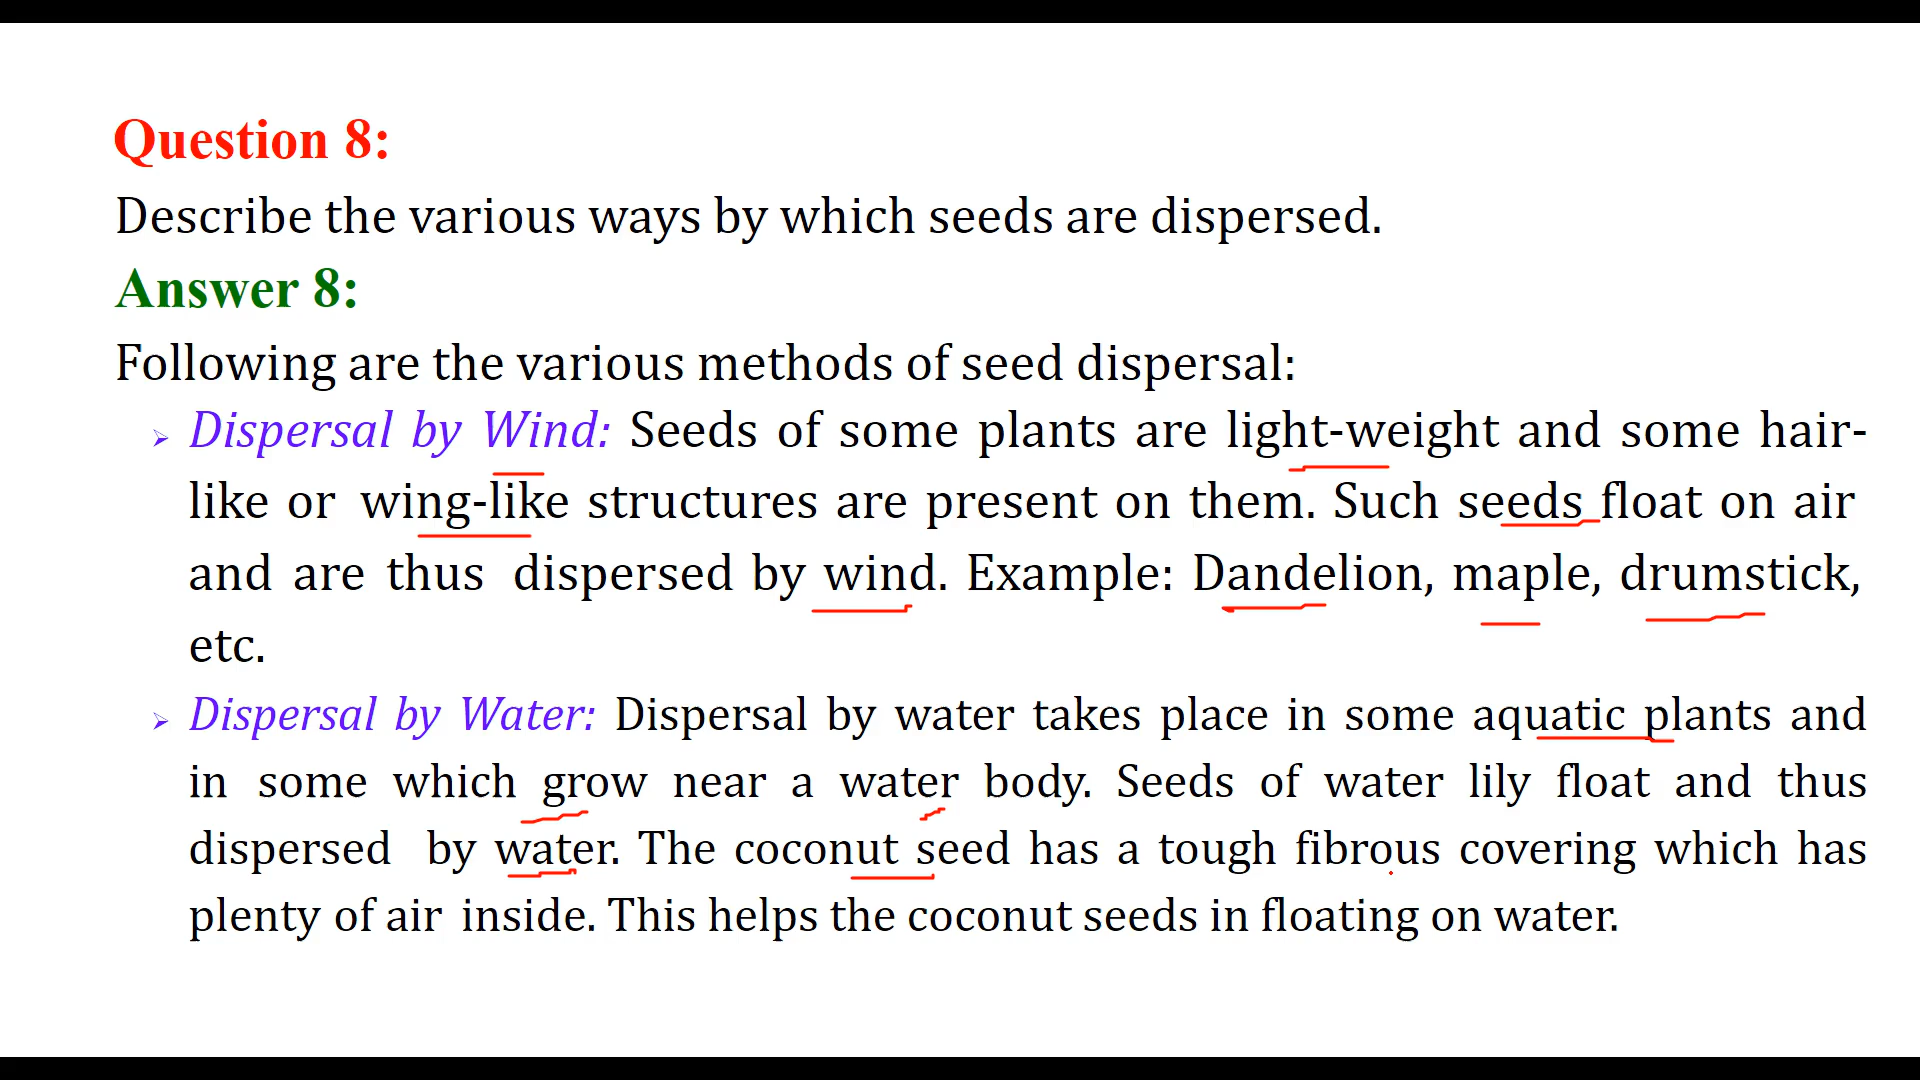 Question 8:
Describe the various ways by which seeds are dispersed.
Answer 8:
Following are the various methods of seed dispersal:
➢ Dispersal by Wind: Seeds of some plants are light-weight and some hair-
like or wing-like structures are present on them. Such seeds float on air
and are thus dispersed by wind. Example: Dandelion, maple, drumstick,
etc.
➢ Dispersal by Water: Dispersal by water takes place in some aquatic plants and
in some which grow near a water body. Seeds of water lily float and thus
dispersed by water. The coconut seed has a tough fibrous covering which has
plenty of air inside. This helps the coconut seeds in floating on water.